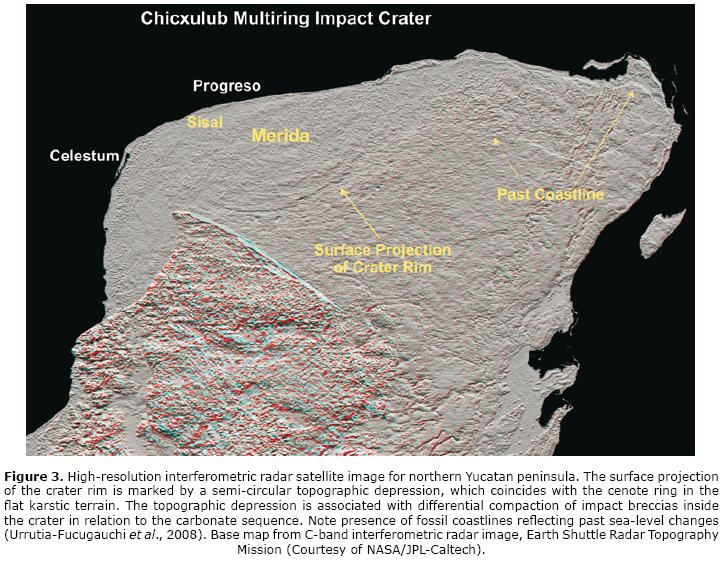 Chicxulub Multiring Impact Crater
Progreso
Sisal
Merida
Celestum
Past Coastline
Surface Projection
of Crater Rim
Figure 3. High-resolution interferometric radar satellite image for northern Yucatan peninsula. The surface projection
of the crater rim is marked by a semi-circular topographic depression, which coincides with the cenote ring in the
flat karstic terrain. The topographic depression is associated with differential compaction of impact breccias inside
the crater in relation to the carbonate sequence. Note presence of fossil coastlines reflecting past sea-level changes
(Urrutia-Fucugauchi et al., 2008). Base map from C-band interferometric radar image, Earth Shuttle Radar Topography
Mission (Courtesy of NASA/JPL-Caltech).